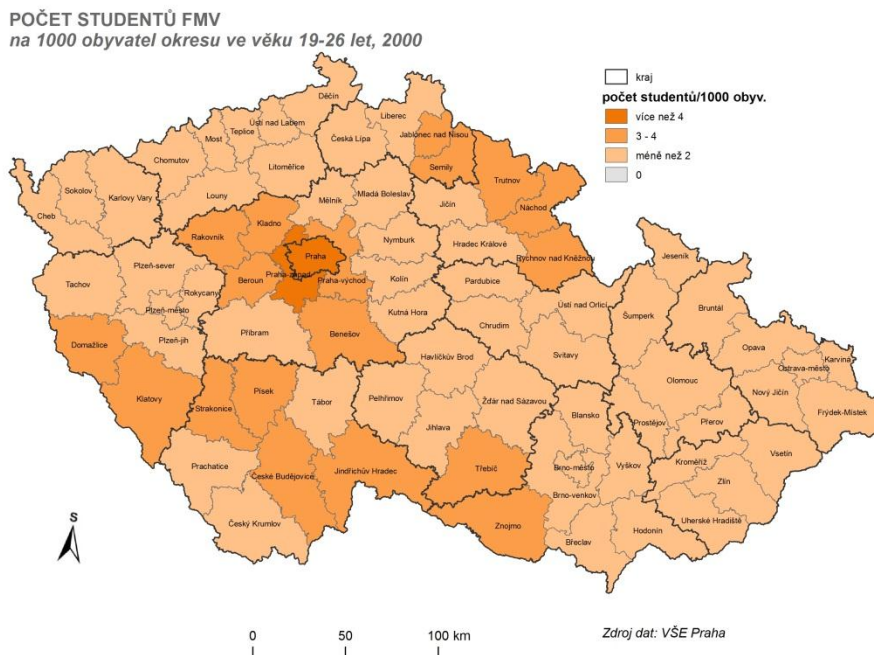 POČET STUDENTŮ FMV
na 1000 obyvatel okresu ve věku 19-26 let, 2000
kraj
počet studentů/1000 obyv.
více než 4
3 - 4
méně než 2
0
Děčín
Liberec
Ústí nad Labem
Teplice
Most
Česká Lípa
Jablonec nad Nisou
Chomutov
Litoměřice
Semily
Trutnov
Sokolov
Karlovy Vary
Louny
Mělník
Mladá Boleslav
Jičín
Náchod
Cheb
Kladno
Rakovník
Nymburk
Hradec Králové
Rychnov nad Kněžnou
Praha
Jeseník
Plzeň-sever
Beroun
Praha-západ
Praha-východ
Kolín
Pardubice
Tachov
Rokycany
Ústí nad Orlicí
Bruntál
Plzeň-město
Kutná Hora
Šumperk
Chrudim
Příbram
Benešov
Domažlice
Plzeň-jih
Svitavy
Opava
Karviná
Havlíčkův Brod
Ostrava-město
Olomouc
Klatovy
Písek
Strakonice
Tábor
Pelhřimov
Žďár nad Sázavou
Nový Jičín
Frýdek-Místek
Blansko
Prostějov
Přerov
Jihlava
Vsetín
Prachatice
České Budějovice
Jindřichův Hradec
Třebíč
Brno-město
Vyškov
Kroměříž
Zlín
Brno-venkov
Český Krumlov
Znojmo
Uherské Hradiště
Hodonín
Břeclav
S
0 50 100 km
Zdroj dat: VŠE Praha